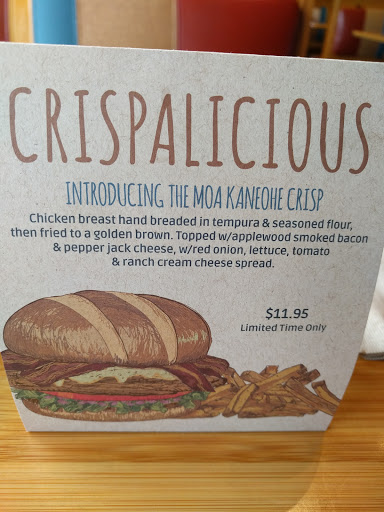 CRISPALICIOUS
INTRODUCING THE MOA KANEOHE CRISP
Chicken breast hand breaded in tempura & seasoned flour,
then fried to a golden brown. Topped w/applewood smoked bacon
& pepper jack cheese, w/red onion, lettuce, tomato
& ranch cream cheese spread.
$11.95
Limited Time Only